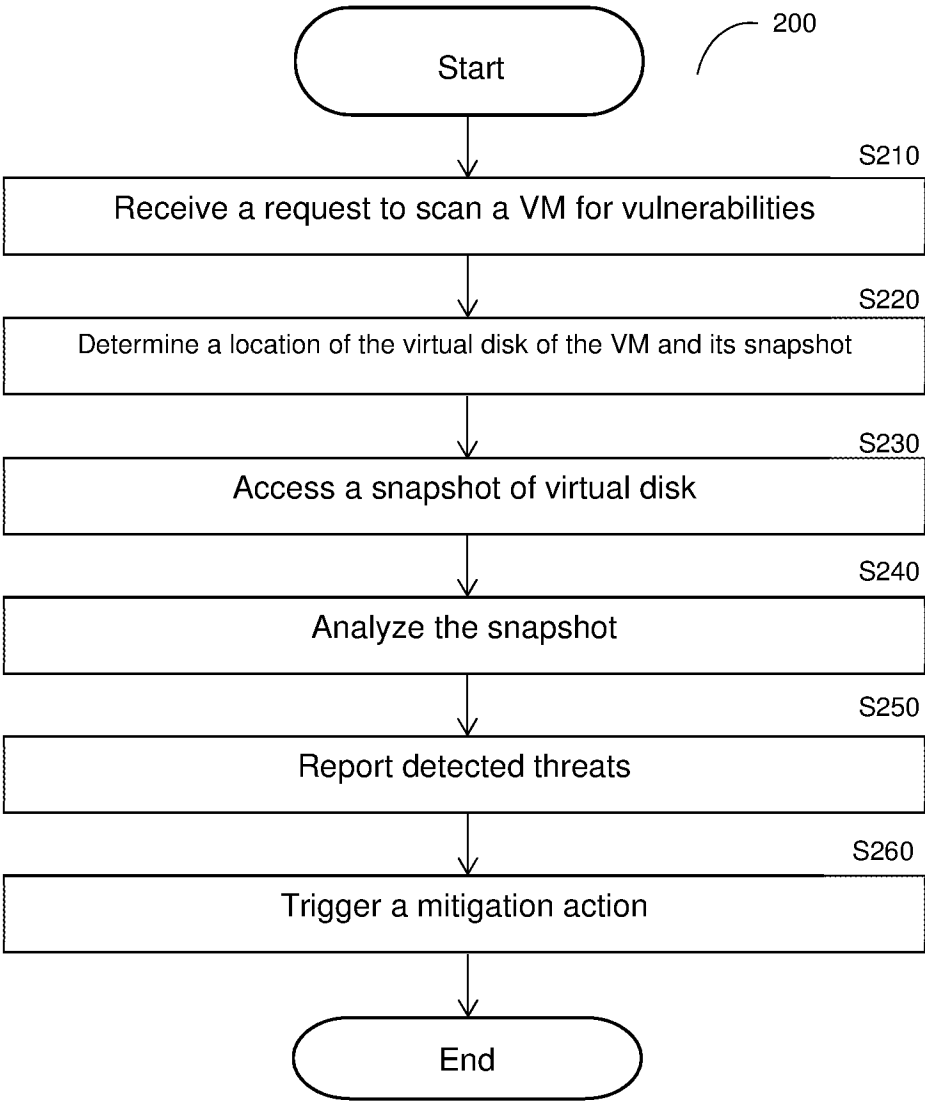 200
Start
S210
Receive a request to scan a VM for vulnerabilities
S220
Determine a location of the virtual disk of the VM and its snapshot
S230
Access a snapshot of virtual disk
S240
Analyze the snapshot
S250
Report detected threats
S260
Trigger a mitigation action
End